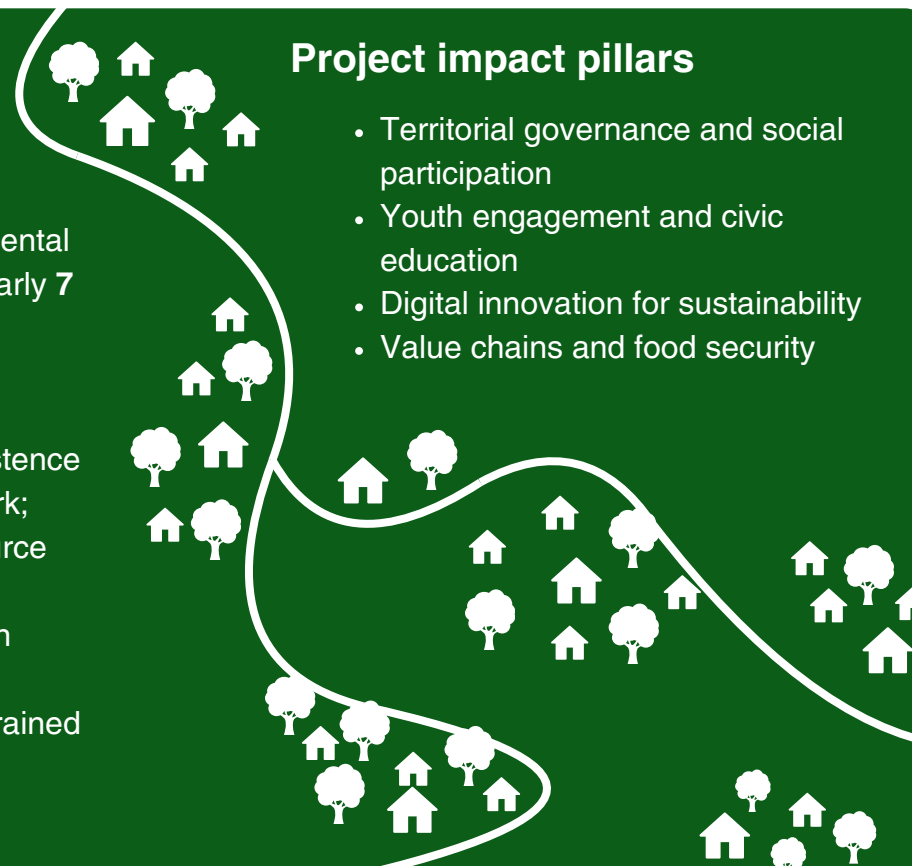 Project impact pillars
• Territorial governance and social
participation
• Youth engagement and civic
education
• Digital innovation for sustainability
• Value chains and food security
ental
arly 7
stence
rk;
urce
n
rained